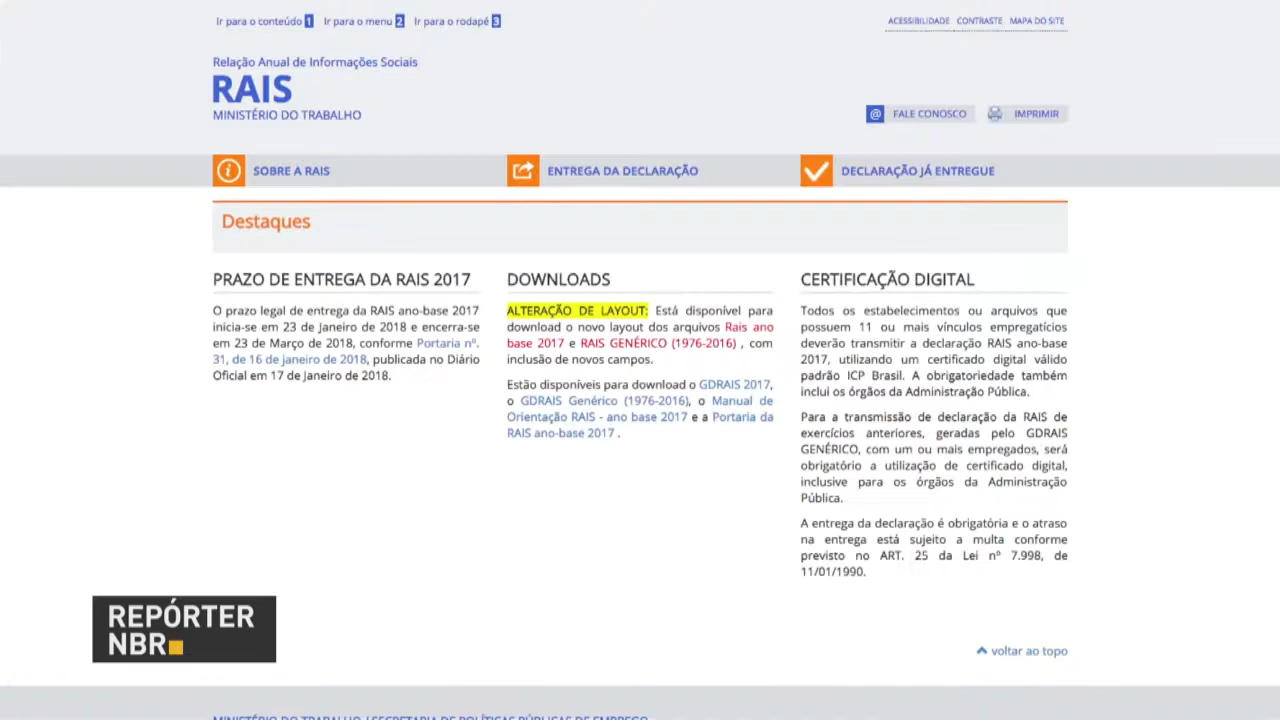 Ir para o conteúdo 1 Ir para o menu 2 Ir para o rodapé 3
ACESSIBILIDADE CONTRASTE MAPA DO SITE
Relação Anual de Informações Sociais
RAIS
MINISTÉRIO DO TRABALHO
@ FALE CONOSCO IMPRIMIR
SOBRE A RAIS
ENTREGA DA DECLARAÇÃO
DECLARAÇÃO JÁ ENTREGUE
Destaques
PRAZO DE ENTREGA DA RAIS 2017
O prazo legal de entrega da RAIS ano-base 2017
inicia-se em 23 de Janeiro de 2018 e encerra-se
em 23 de Março de 2018, conforme Portaria nº.
31, de 16 de janeiro de 2018, publicada no Diário
Oficial em 17 de Janeiro de 2018.
DOWNLOADS
ALTERAÇÃO DE LAYOUT: Está disponível para
download o novo layout dos arquivos Rais ano
base 2017 e RAIS GENÉRICO (1976-2016) , com
inclusão de novos campos.
Estão disponíveis para download o GDRAIS 2017,
o GDRAIS Genérico (1976-2016), o Manual de
Orientação RAIS - ano base 2017 e a Portaria da
RAIS ano-base 2017 .
CERTIFICAÇÃO DIGITAL
Todos os estabelecimentos ou arquivos que
possuem 11 ou mais vínculos empregatícios
deverão transmitir a declaração RAIS ano-base
2017, utilizando um certificado digital válido
padrão ICP Brasil. A obrigatoriedade também
inclui os órgãos da Administração Pública.
Para a transmissão de declaração da RAIS de
exercícios anteriores, geradas pelo GDRAIS
GENÉRICO, com um ou mais empregados, será
obrigatório a utilização de certificado digital,
inclusive para os órgãos da Administração
Pública.
A entrega da declaração é obrigatória e o atraso
na entrega está sujeito a multa conforme
previsto no ART. 25 da Lei nº 7.998, de
11/01/1990.
REPÓRTER
NBR
voltar ao topo
MINISTÉRIO DO TRABALHO / SECRETARIA DE POLÍTICAS PÚBLICAS DE EMPREGO